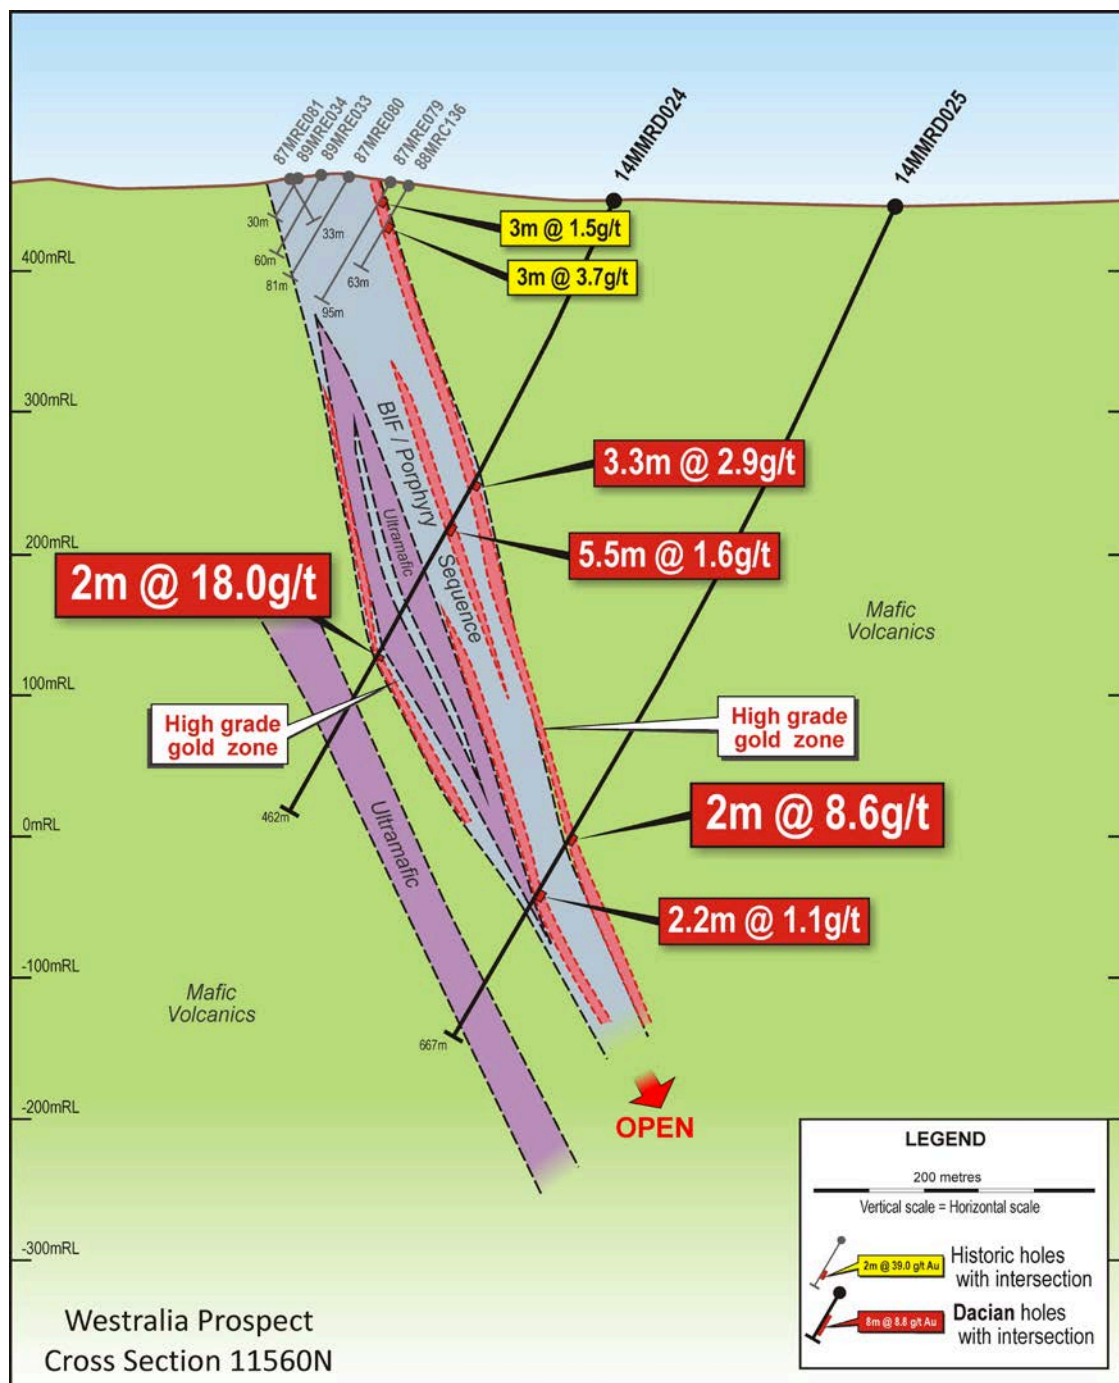 87MRE081
89MRE034
89MRE033
87MRE080
87MRE079
88MRC136
14MMRD024
14MMRD025
30m
33m
60m
81m
95m
63m
3m @ 1.5g/t
3m @ 3.7g/t
400mRL
300mRL
200mRL
100mRL
0mRL
-100mRL
-200mRL
-300mRL
BIF / Porphyry
Sequence
Ultramafic
3.3m @ 2.9g/t
5.5m @ 1.6g/t
2m @ 18.0g/t
Mafic
Volcanics
High grade
gold zone
High grade
gold zone
462m
Ultramafic
2m @ 8.6g/t
2.2m @ 1.1g/t
Mafic
Volcanics
667m
OPEN
LEGEND
200 metres
Vertical scale = Horizontal scale
2m @ 39.0 g/t Au
Historic holes
with intersection
8m @ 8.8 g/t Au
Dacian holes
with intersection
Westralia Prospect
Cross Section 11560N